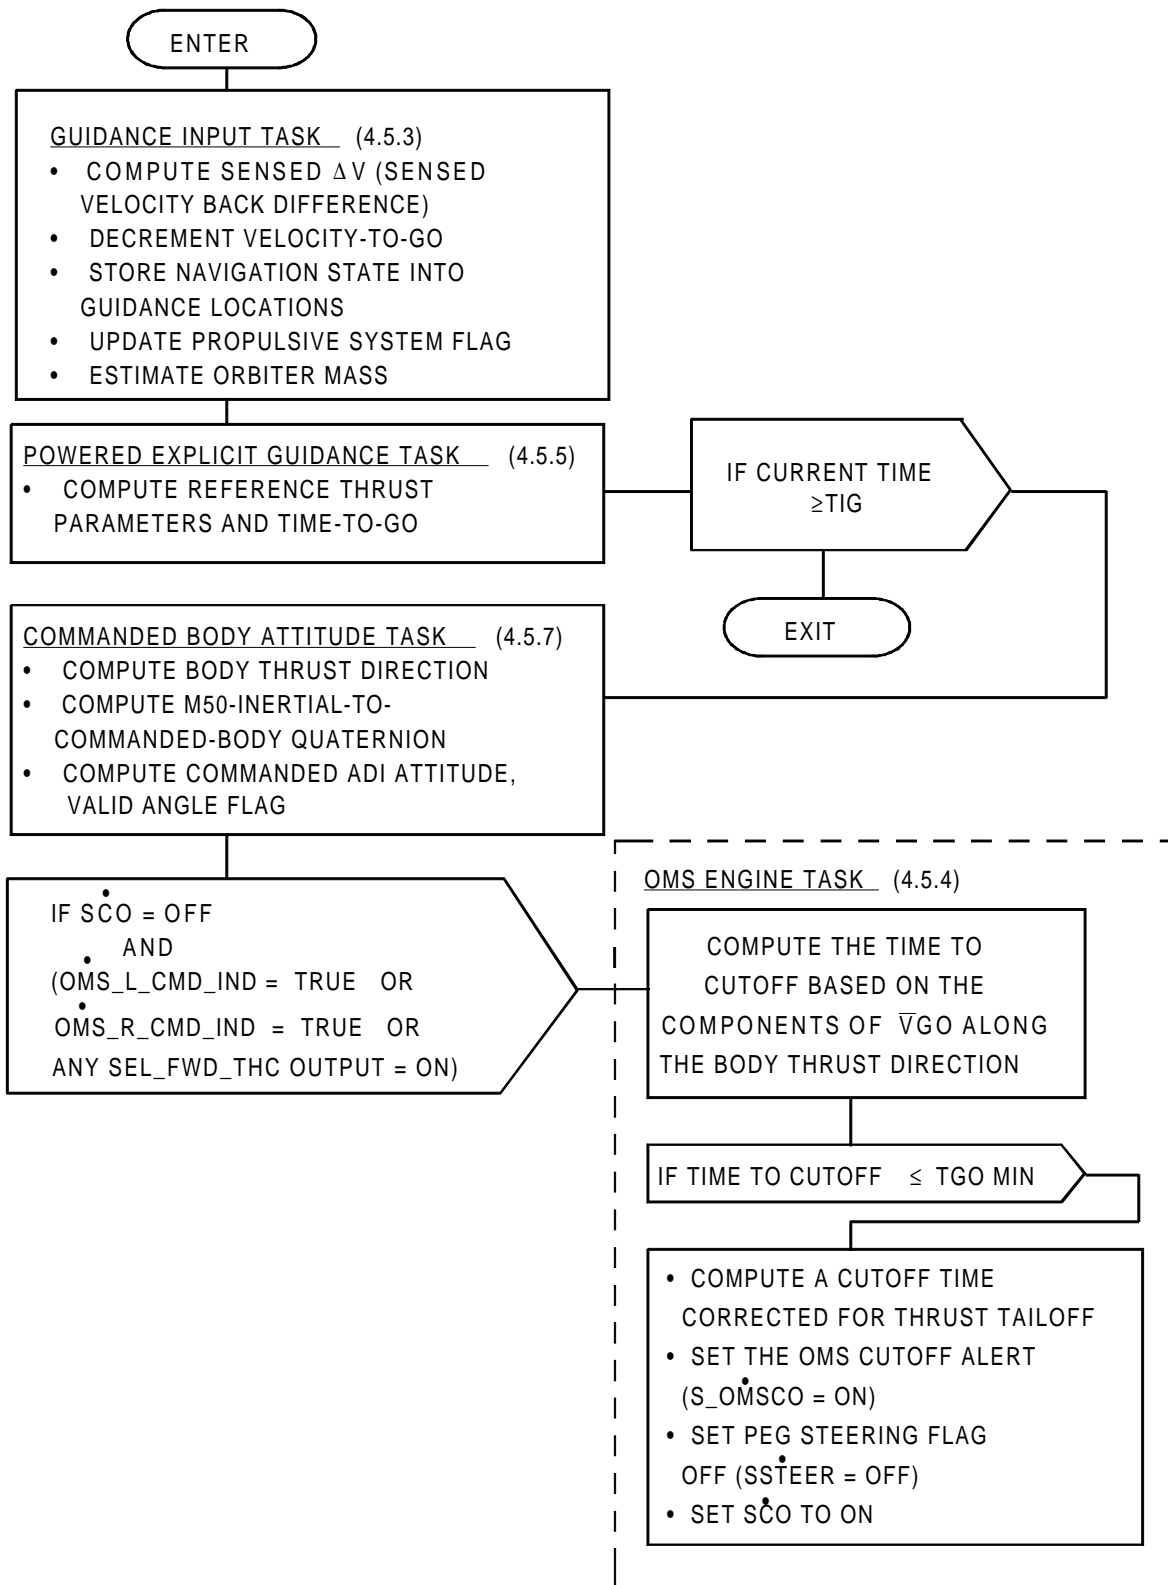 ENTER
GUIDANCE INPUT TASK (4.5.3)
• COMPUTE SENSED ΔV (SENSED
VELOCITY BACK DIFFERENCE)
• DECREMENT VELOCITY-TO-GO
• STORE NAVIGATION STATE INTO
GUIDANCE LOCATIONS
• UPDATE PROPULSIVE SYSTEM FLAG
• ESTIMATE ORBITER MASS
POWERED EXPLICIT GUIDANCE TASK (4.5.5)
• COMPUTE REFERENCE THRUST
PARAMETERS AND TIME-TO-GO
IF CURRENT TIME
≥TIG
EXIT
COMMANDED BODY ATTITUDE TASK (4.5.7)
• COMPUTE BODY THRUST DIRECTION
• COMPUTE M50-INERTIAL-TO-
COMMANDED-BODY QUATERNION
• COMPUTE COMMANDED ADI ATTITUDE,
VALID ANGLE FLAG
IF SĊO = OFF
AND
(OṀS_L_CMD_IND = TRUE OR
OṀS_R_CMD_IND = TRUE OR
ANY SEL_FWD_THC OUTPUT = ON)
OMS ENGINE TASK (4.5.4)
COMPUTE THE TIME TO
CUTOFF BASED ON THE
COMPONENTS OF V̅GO ALONG
THE BODY THRUST DIRECTION
IF TIME TO CUTOFF ≤ TGO MIN
• COMPUTE A CUTOFF TIME
CORRECTED FOR THRUST TAILOFF
• SET THE OMS CUTOFF ALERT
(S_OṀSCO = ON)
• SET PEG STEERING FLAG
OFF (SSṪEER = OFF)
• SET SĊO TO ON